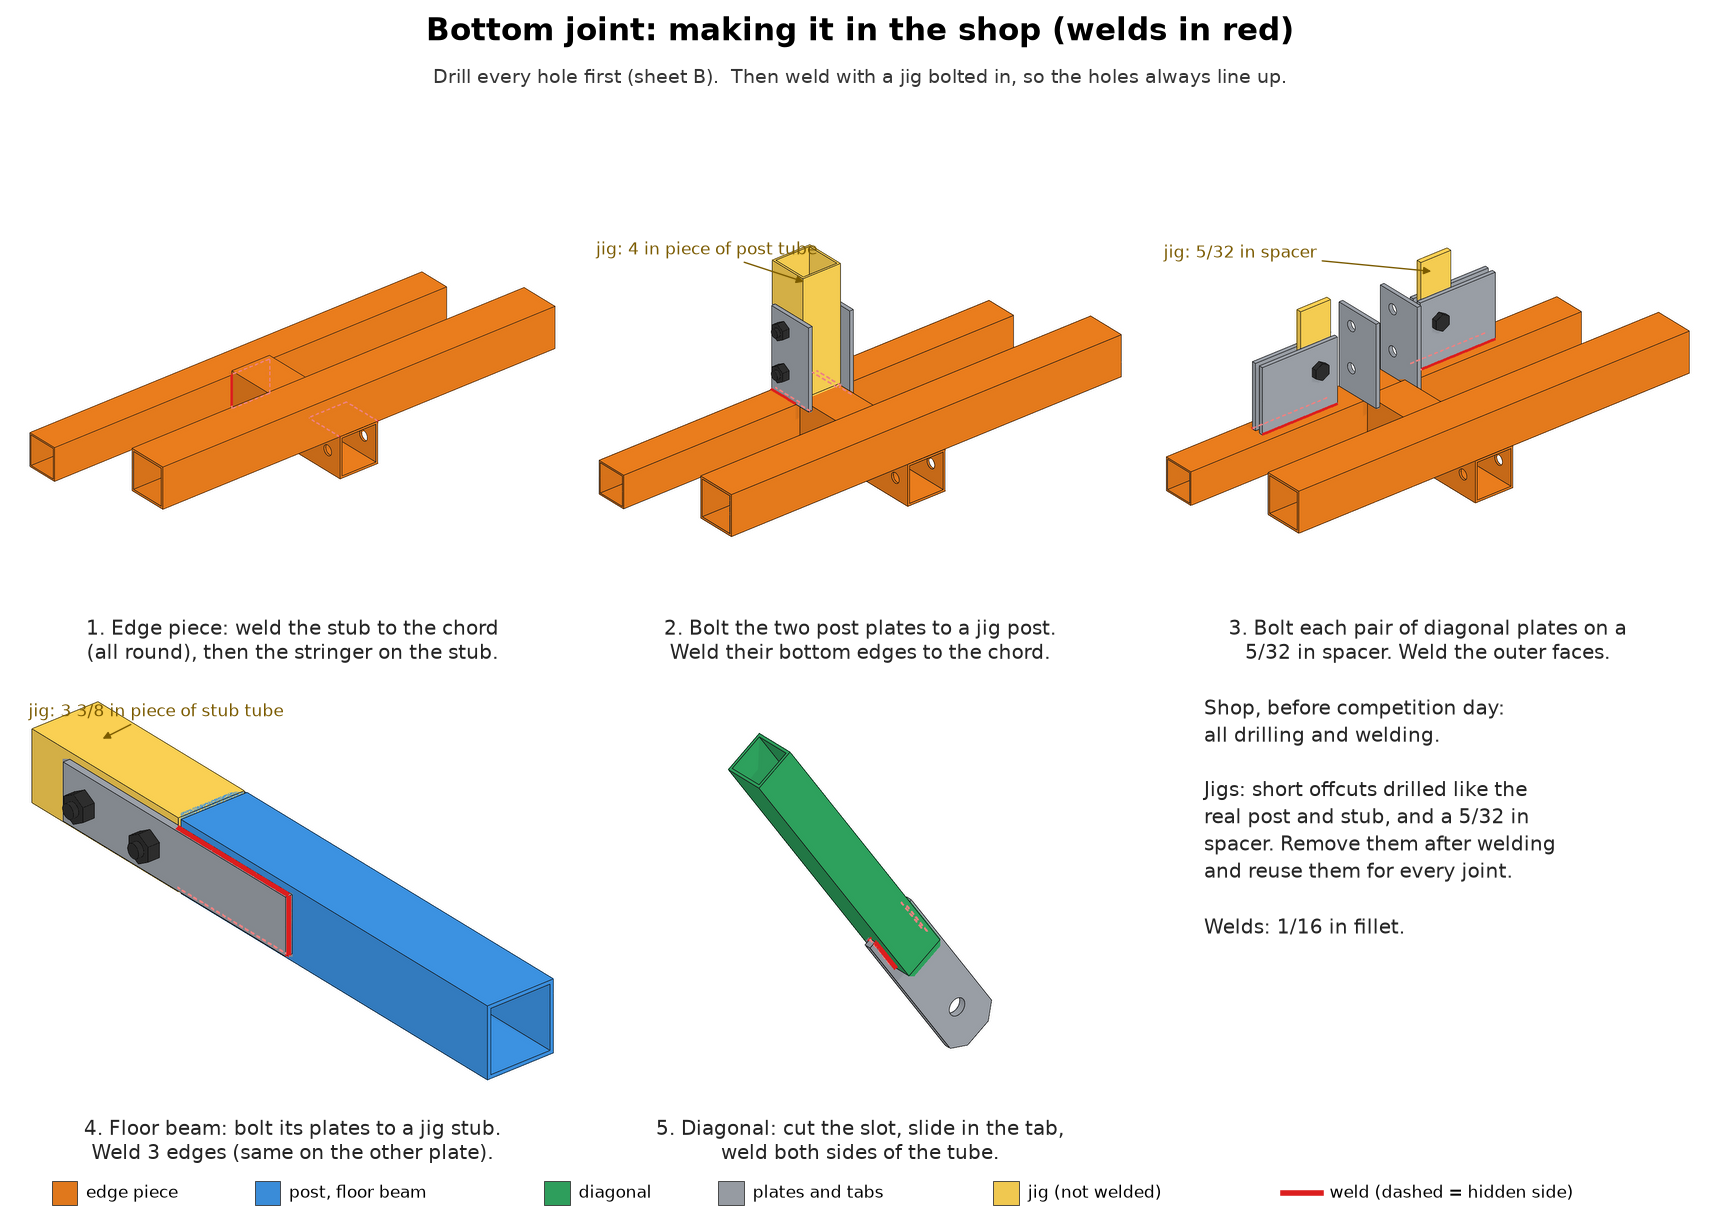 Bottom joint: making it in the shop (welds in red)
Drill every hole first (sheet B).  Then weld with a jig bolted in, so the holes always line up.
jig: 4 in piece of post tube
jig: 5/32 in spacer
1. Edge piece: weld the stub to the chord
(all round), then the stringer on the stub.
2. Bolt the two post plates to a jig post.
Weld their bottom edges to the chord.
3. Bolt each pair of diagonal plates on a
5/32 in spacer. Weld the outer faces.
jig: 3 3/8 in piece of stub tube
Shop, before competition day:
all drilling and welding.
Jigs: short offcuts drilled like the
real post and stub, and a 5/32 in
spacer. Remove them after welding
and reuse them for every joint.
Welds: 1/16 in fillet.
4. Floor beam: bolt its plates to a jig stub.
Weld 3 edges (same on the other plate).
5. Diagonal: cut the slot, slide in the tab,
weld both sides of the tube.
edge piece
post, floor beam
diagonal
plates and tabs
jig (not welded)
weld (dashed = hidden side)